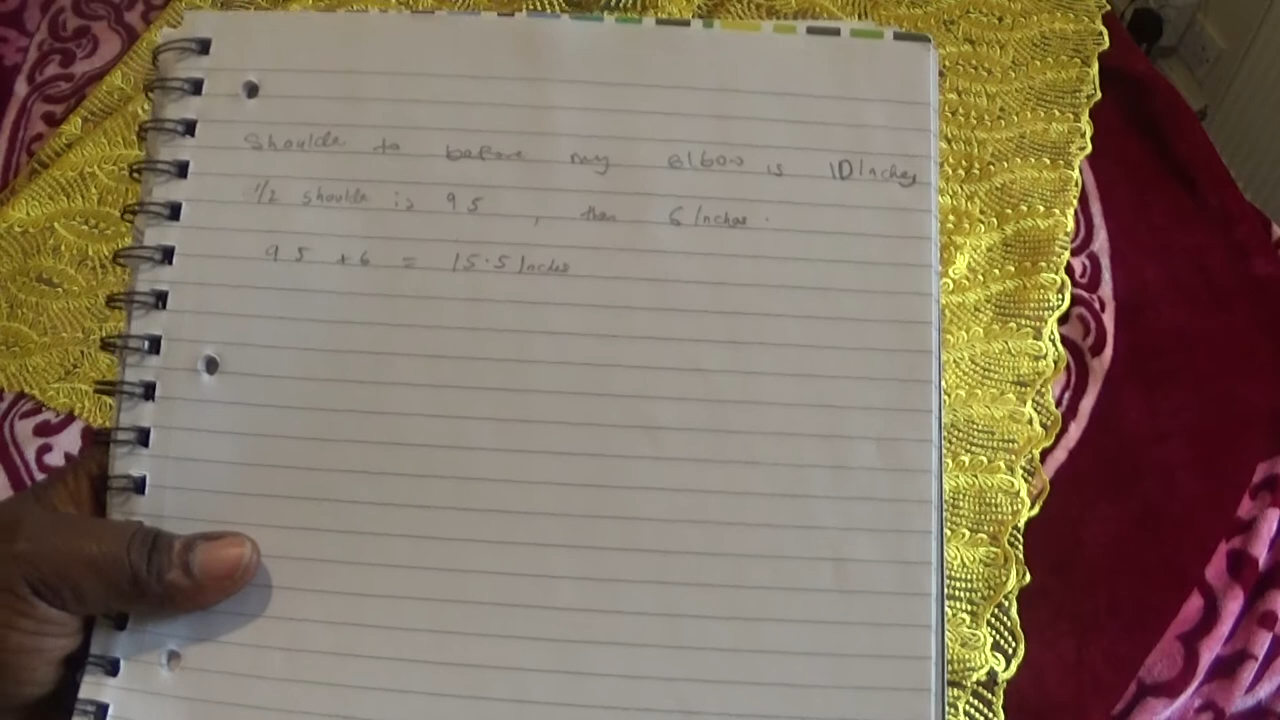 Shoulder to before my elbow is 10 Inches
1/2 shoulder is 9 5 , then 6 Inches .
9 5 + 6 = 15.5 Inches